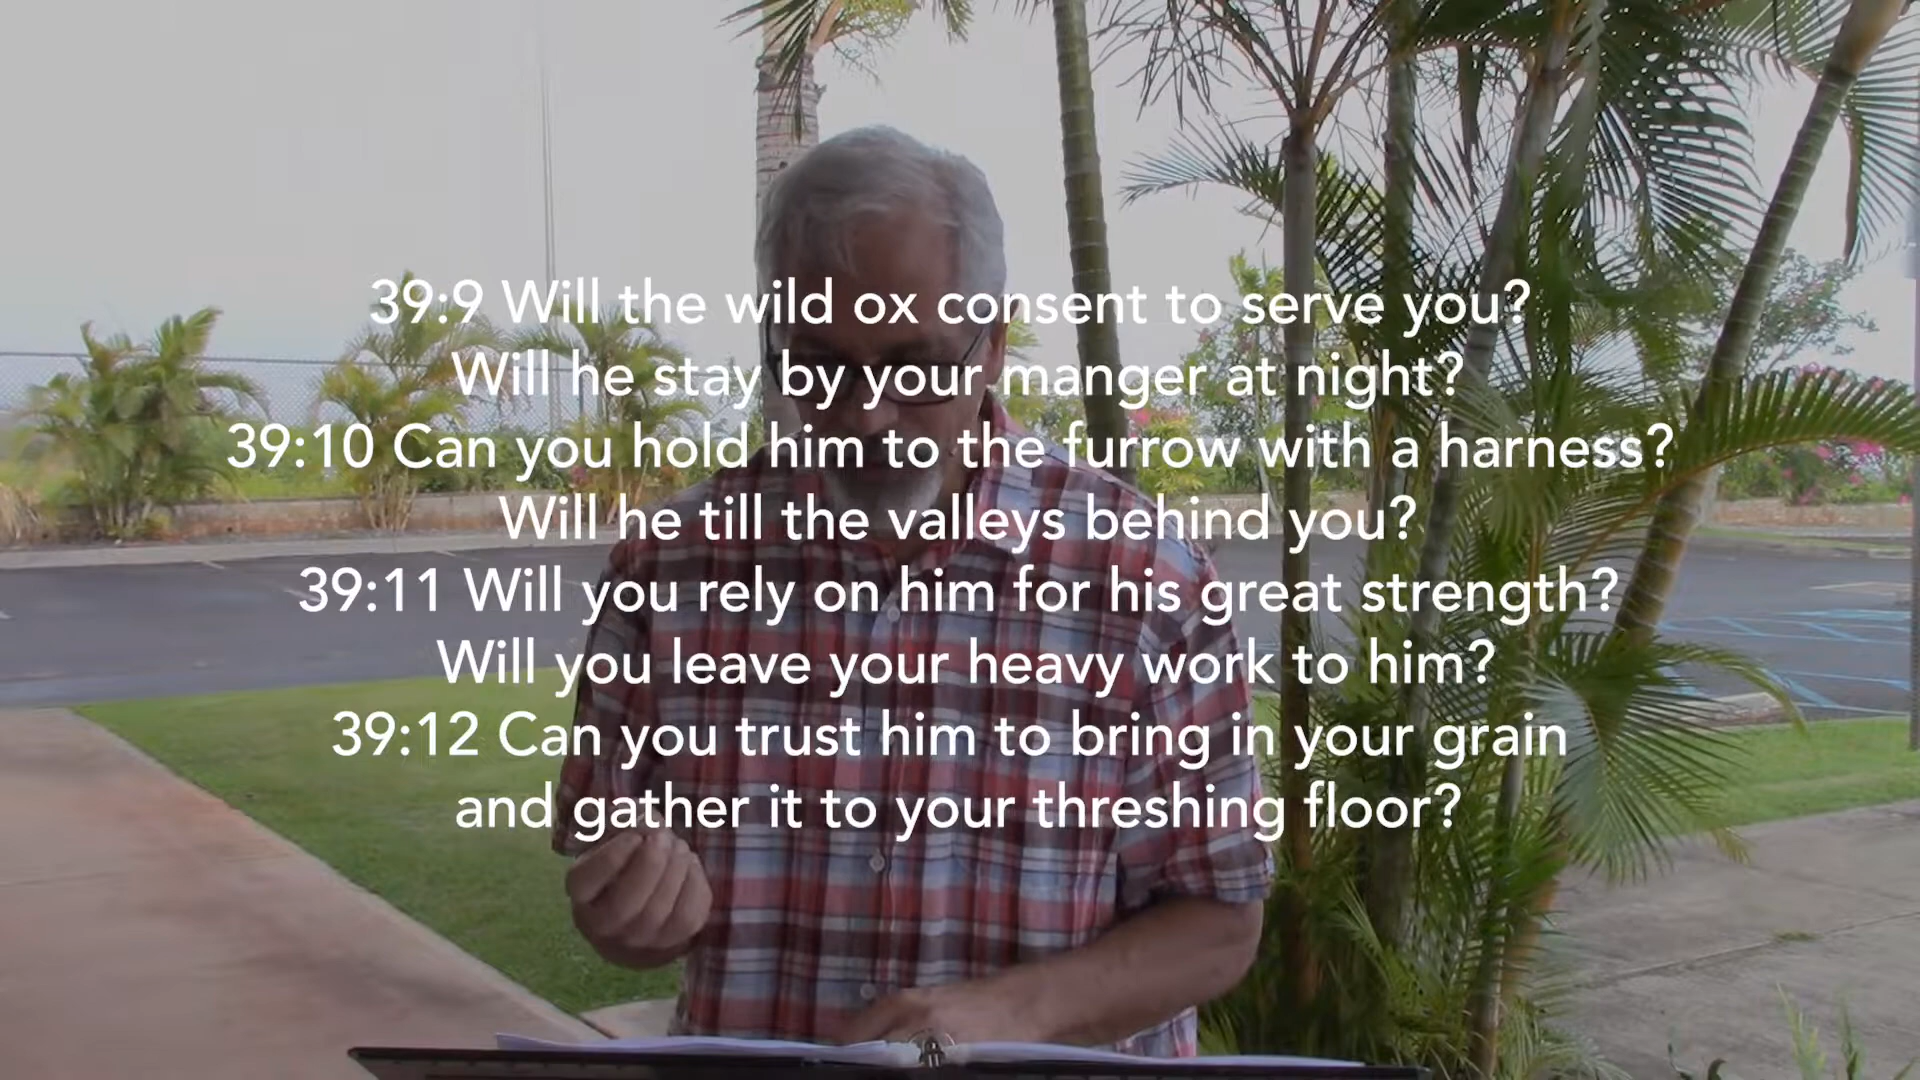 39:9 Will the wild ox consent to serve you?
Will he stay by your manger at night?
39:10 Can you hold him to the furrow with a harness?
Will he till the valleys behind you?
39:11 Will you rely on him for his great strength?
Will you leave your heavy work to him?
39:12 Can you trust him to bring in your grain
and gather it to your threshing floor?